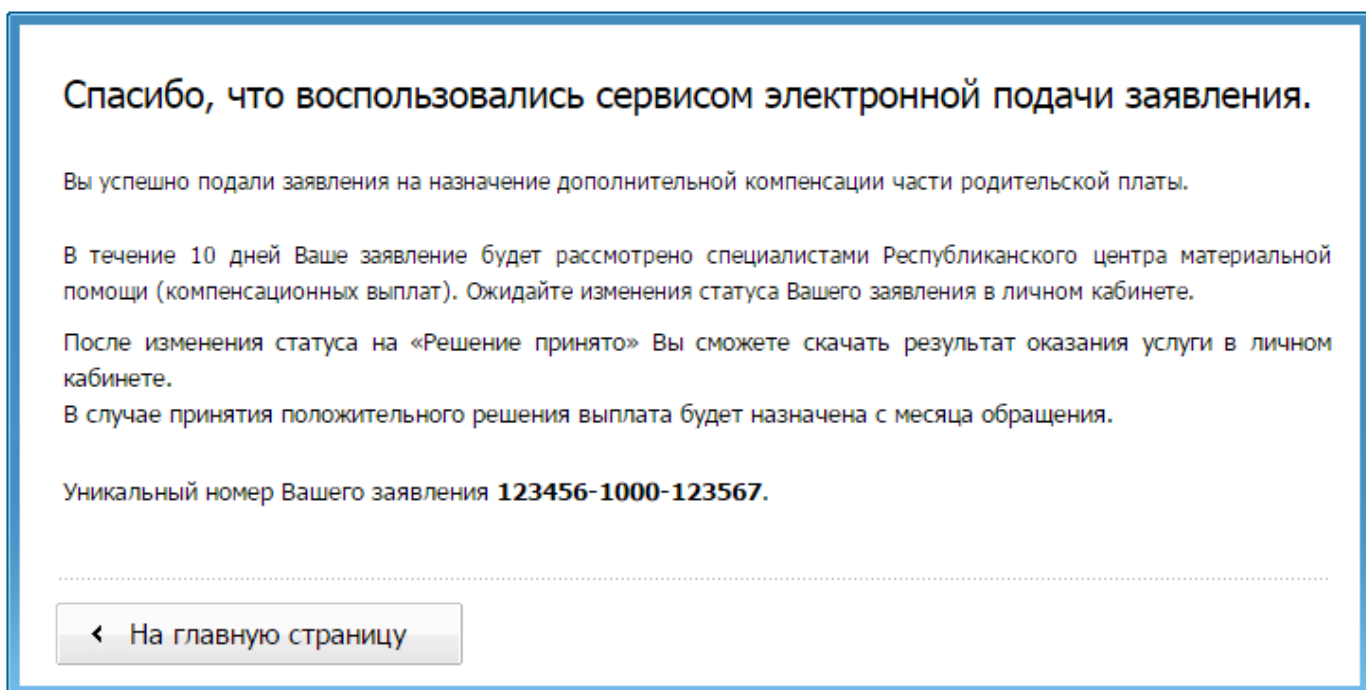 Спасибо, что воспользовались сервисом электронной подачи заявления.
Вы успешно подали заявления на назначение дополнительной компенсации части родительской платы.
В течение 10 дней Ваше заявление будет рассмотрено специалистами Республиканского центра материальной
помощи (компенсационных выплат). Ожидайте изменения статуса Вашего заявления в личном кабинете.
После изменения статуса на «Решение принято» Вы сможете скачать результат оказания услуги в личном
кабинете.
В случае принятия положительного решения выплата будет назначена с месяца обращения.
Уникальный номер Вашего заявления 123456-1000-123567.
На главную страницу